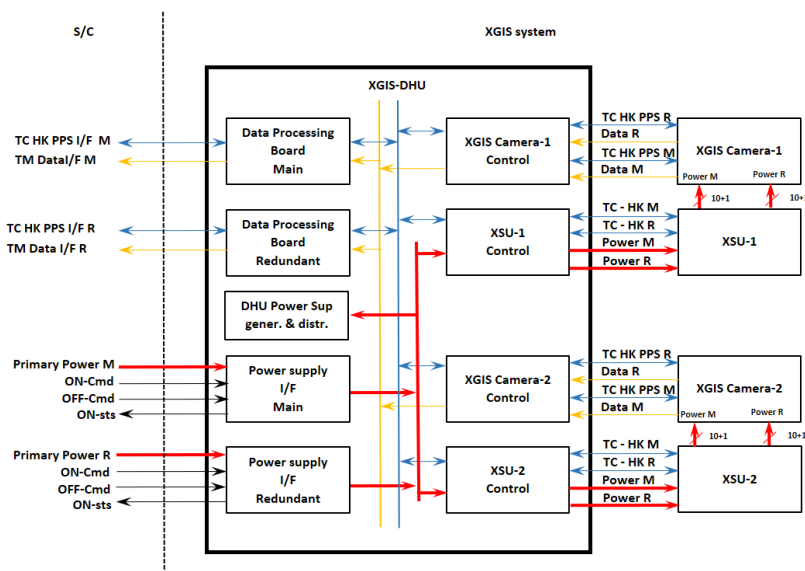 S/C
XGIS system
XGIS-DHU
TC HK PPS I/F M
TM DataI/F M
Data Processing
Board
Main
XGIS Camera-1
Control
TC HK PPS R
Data R
TC HK PPS M
Data M
XGIS Camera-1
Power M
Power R
10+1
10+1
TC HK PPS I/F R
TM Data I/F R
Data Processing
Board
Redundant
XSU-1
Control
TC - HK M
TC - HK R
Power M
Power R
XSU-1
DHU Power Sup
gener. & distr.
Primary Power M
ON-Cmd
OFF-Cmd
ON-sts
Power supply
I/F
Main
XGIS Camera-2
Control
TC HK PPS R
Data R
TC HK PPS M
Data M
XGIS Camera-2
Power M
Power R
10+1
10+1
Primary Power R
ON-Cmd
OFF-Cmd
ON-sts
Power supply
I/F
Redundant
XSU-2
Control
TC - HK M
TC - HK R
Power M
Power R
XSU-2